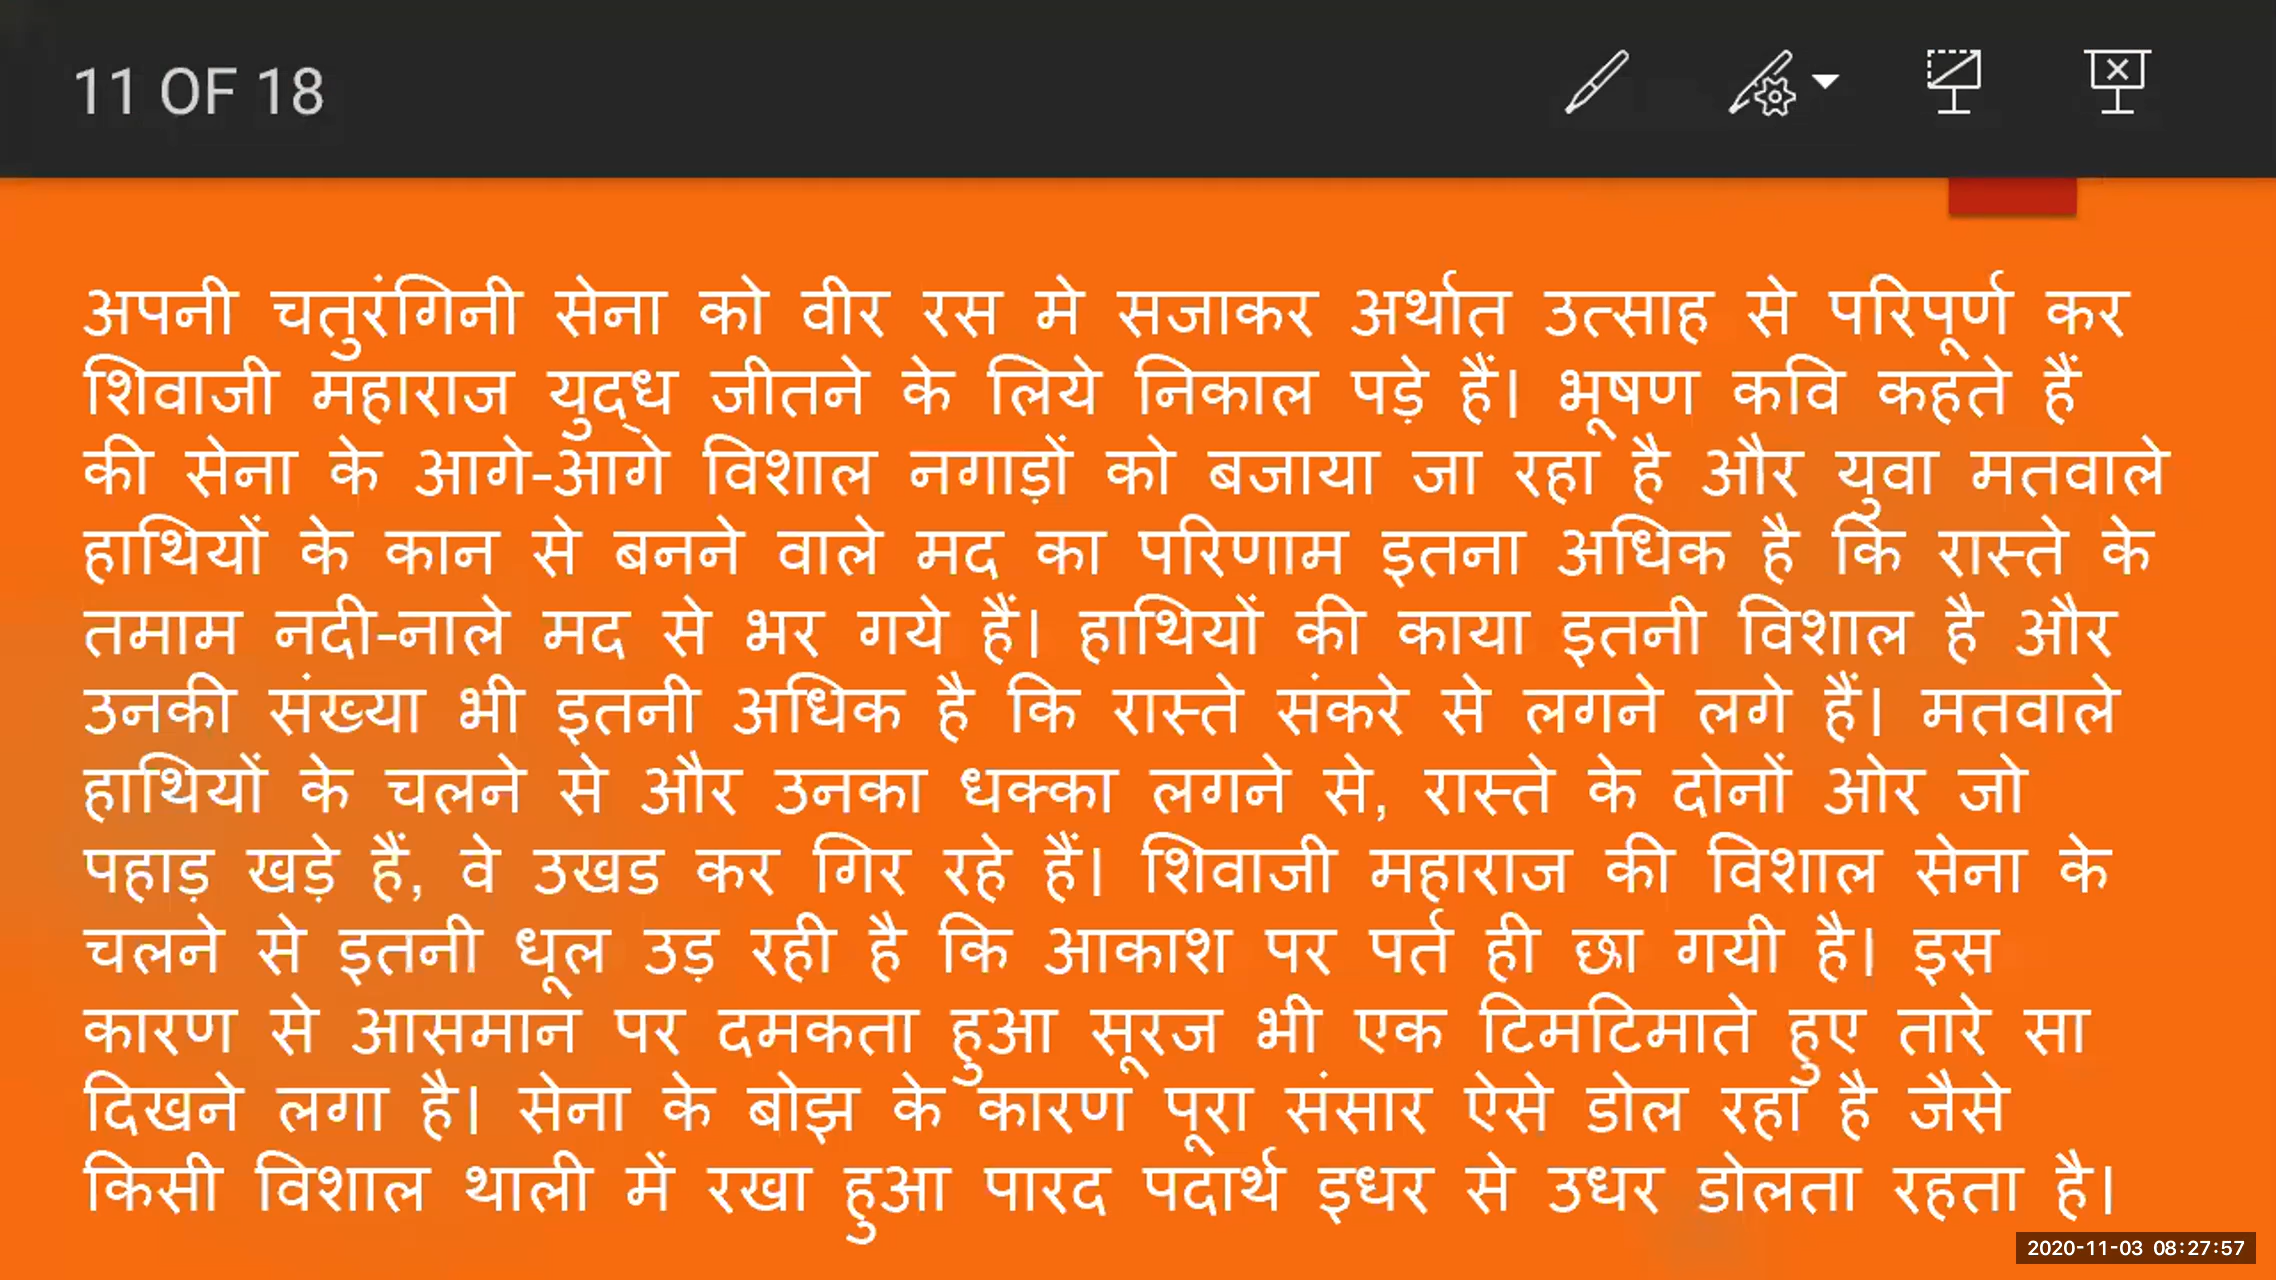 11 OF 18
अपनी चतुरंगिनी सेना को वीर रस मे सजाकर अर्थात उत्साह से परिपूर्ण कर
शिवाजी महाराज युद्ध जीतने के लिये निकाल पड़े हैं। भूषण कवि कहते हैं
की सेना के आगे-आगे विशाल नगाड़ों को बजाया जा रहा है और युवा मतवाले
हाथियों के कान से बनने वाले मद का परिणाम इतना अधिक है कि रास्ते के
तमाम नदी-नाले मद से भर गये हैं। हाथियों की काया इतनी विशाल है और
उनकी संख्या भी इतनी अधिक है कि रास्ते संकरे से लगने लगे हैं। मतवाले
हाथियों के चलने से और उनका धक्का लगने से, रास्ते के दोनों ओर जो
पहाड़ खड़े हैं, वे उखड कर गिर रहे हैं। शिवाजी महाराज की विशाल सेना के
चलने से इतनी धूल उड़ रही है कि आकाश पर पर्त ही छा गयी है। इस
कारण से आसमान पर दमकता हुआ सूरज भी एक टिमटिमाते हुए तारे सा
दिखने लगा है। सेना के बोझ के कारण पूरा संसार ऐसे डोल रहा है जैसे
किसी विशाल थाली में रखा हुआ पारद पदार्थ इधर से उधर डोलता रहता है।
2020-11-03 08:27:57